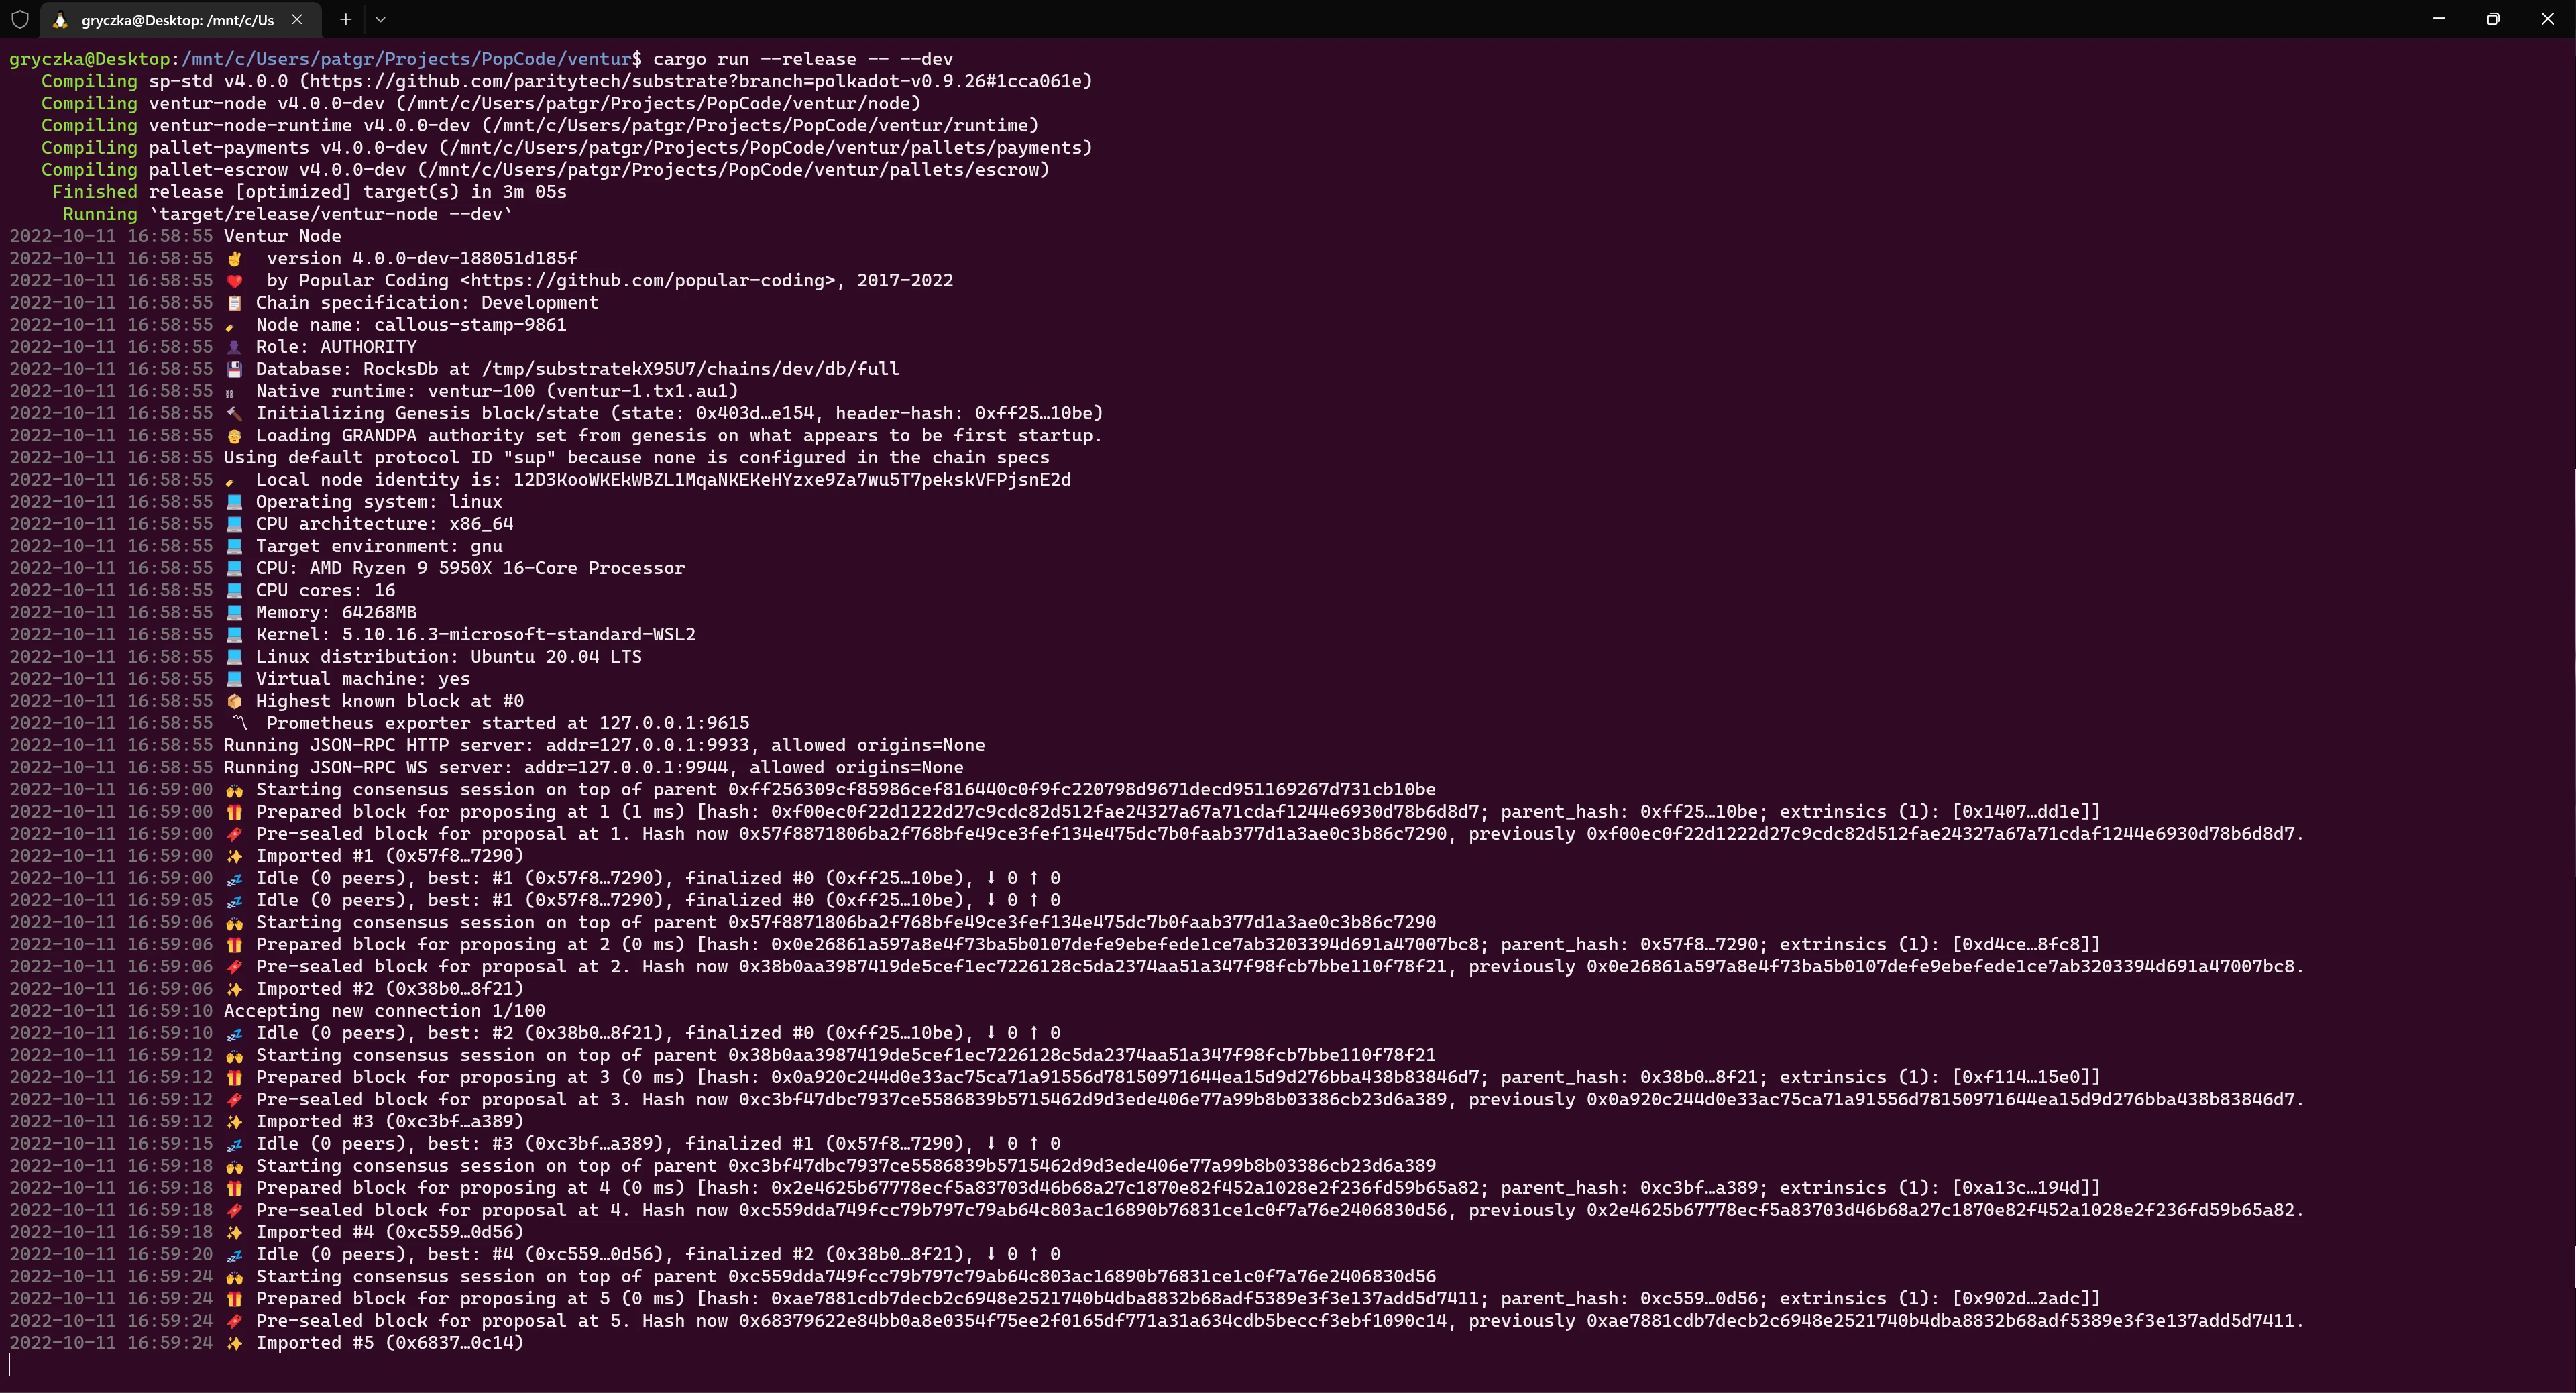 gryczka@Desktop: /mnt/c/Us
gryczka@Desktop:/mnt/c/Users/patgr/Projects/PopCode/ventur$ cargo run --release -- --dev
Compiling sp-std v4.0.0 (https://github.com/paritytech/substrate?branch=polkadot-v0.9.26#1cca061e)
Compiling ventur-node v4.0.0-dev (/mnt/c/Users/patgr/Projects/PopCode/ventur/node)
Compiling ventur-node-runtime v4.0.0-dev (/mnt/c/Users/patgr/Projects/PopCode/ventur/runtime)
Compiling pallet-payments v4.0.0-dev (/mnt/c/Users/patgr/Projects/PopCode/ventur/pallets/payments)
Compiling pallet-escrow v4.0.0-dev (/mnt/c/Users/patgr/Projects/PopCode/ventur/pallets/escrow)
Finished release [optimized] target(s) in 3m 05s
Running `target/release/ventur-node --dev`
2022-10-11 16:58:55 Ventur Node
2022-10-11 16:58:55 ✌️ version 4.0.0-dev-188051d185f
2022-10-11 16:58:55 ❤️ by Popular Coding <https://github.com/popular-coding>, 2017-2022
2022-10-11 16:58:55 📋 Chain specification: Development
2022-10-11 16:58:55 🏷 Node name: callous-stamp-9861
2022-10-11 16:58:55 👤 Role: AUTHORITY
2022-10-11 16:58:55 💾 Database: RocksDb at /tmp/substratekX95U7/chains/dev/db/full
2022-10-11 16:58:55 ⛓ Native runtime: ventur-100 (ventur-1.tx1.au1)
2022-10-11 16:58:55 🔨 Initializing Genesis block/state (state: 0x403d…e154, header-hash: 0xff25…10be)
2022-10-11 16:58:55 👴 Loading GRANDPA authority set from genesis on what appears to be first startup.
2022-10-11 16:58:55 Using default protocol ID "sup" because none is configured in the chain specs
2022-10-11 16:58:55 🏷 Local node identity is: 12D3KooWKEkWBZL1MqaNKEKeHYzxe9Za7wu5T7pekskVFPjsnE2d
2022-10-11 16:58:55 💻 Operating system: linux
2022-10-11 16:58:55 💻 CPU architecture: x86_64
2022-10-11 16:58:55 💻 Target environment: gnu
2022-10-11 16:58:55 💻 CPU: AMD Ryzen 9 5950X 16-Core Processor
2022-10-11 16:58:55 💻 CPU cores: 16
2022-10-11 16:58:55 💻 Memory: 64268MB
2022-10-11 16:58:55 💻 Kernel: 5.10.16.3-microsoft-standard-WSL2
2022-10-11 16:58:55 💻 Linux distribution: Ubuntu 20.04 LTS
2022-10-11 16:58:55 💻 Virtual machine: yes
2022-10-11 16:58:55 📦 Highest known block at #0
2022-10-11 16:58:55 〽️ Prometheus exporter started at 127.0.0.1:9615
2022-10-11 16:58:55 Running JSON-RPC HTTP server: addr=127.0.0.1:9933, allowed origins=None
2022-10-11 16:58:55 Running JSON-RPC WS server: addr=127.0.0.1:9944, allowed origins=None
2022-10-11 16:59:00 🙌 Starting consensus session on top of parent 0xff256309cf85986cef816440c0f9fc220798d9671decd951169267d731cb10be
2022-10-11 16:59:00 🎁 Prepared block for proposing at 1 (1 ms) [hash: 0xf00ec0f22d1222d27c9cdc82d512fae24327a67a71cdaf1244e6930d78b6d8d7; parent_hash: 0xff25…10be; extrinsics (1): [0x1407…dd1e]]
2022-10-11 16:59:00 🔖 Pre-sealed block for proposal at 1. Hash now 0x57f8871806ba2f768bfe49ce3fef134e475dc7b0faab377d1a3ae0c3b86c7290, previously 0xf00ec0f22d1222d27c9cdc82d512fae24327a67a71cdaf1244e6930d78b6d8d7.
2022-10-11 16:59:00 ✨ Imported #1 (0x57f8…7290)
2022-10-11 16:59:00 💤 Idle (0 peers), best: #1 (0x57f8…7290), finalized #0 (0xff25…10be), ⬇ 0 ⬆ 0
2022-10-11 16:59:05 💤 Idle (0 peers), best: #1 (0x57f8…7290), finalized #0 (0xff25…10be), ⬇ 0 ⬆ 0
2022-10-11 16:59:06 🙌 Starting consensus session on top of parent 0x57f8871806ba2f768bfe49ce3fef134e475dc7b0faab377d1a3ae0c3b86c7290
2022-10-11 16:59:06 🎁 Prepared block for proposing at 2 (0 ms) [hash: 0x0e26861a597a8e4f73ba5b0107defe9ebefede1ce7ab3203394d691a47007bc8; parent_hash: 0x57f8…7290; extrinsics (1): [0xd4ce…8fc8]]
2022-10-11 16:59:06 🔖 Pre-sealed block for proposal at 2. Hash now 0x38b0aa3987419de5cef1ec7226128c5da2374aa51a347f98fcb7bbe110f78f21, previously 0x0e26861a597a8e4f73ba5b0107defe9ebefede1ce7ab3203394d691a47007bc8.
2022-10-11 16:59:06 ✨ Imported #2 (0x38b0…8f21)
2022-10-11 16:59:10 Accepting new connection 1/100
2022-10-11 16:59:10 💤 Idle (0 peers), best: #2 (0x38b0…8f21), finalized #0 (0xff25…10be), ⬇ 0 ⬆ 0
2022-10-11 16:59:12 🙌 Starting consensus session on top of parent 0x38b0aa3987419de5cef1ec7226128c5da2374aa51a347f98fcb7bbe110f78f21
2022-10-11 16:59:12 🎁 Prepared block for proposing at 3 (0 ms) [hash: 0x0a920c244d0e33ac75ca71a91556d78150971644ea15d9d276bba438b83846d7; parent_hash: 0x38b0…8f21; extrinsics (1): [0xf114…15e0]]
2022-10-11 16:59:12 🔖 Pre-sealed block for proposal at 3. Hash now 0xc3bf47dbc7937ce5586839b5715462d9d3ede406e77a99b8b03386cb23d6a389, previously 0x0a920c244d0e33ac75ca71a91556d78150971644ea15d9d276bba438b83846d7.
2022-10-11 16:59:12 ✨ Imported #3 (0xc3bf…a389)
2022-10-11 16:59:15 💤 Idle (0 peers), best: #3 (0xc3bf…a389), finalized #1 (0x57f8…7290), ⬇ 0 ⬆ 0
2022-10-11 16:59:18 🙌 Starting consensus session on top of parent 0xc3bf47dbc7937ce5586839b5715462d9d3ede406e77a99b8b03386cb23d6a389
2022-10-11 16:59:18 🎁 Prepared block for proposing at 4 (0 ms) [hash: 0x2e4625b67778ecf5a83703d46b68a27c1870e82f452a1028e2f236fd59b65a82; parent_hash: 0xc3bf…a389; extrinsics (1): [0xa13c…194d]]
2022-10-11 16:59:18 🔖 Pre-sealed block for proposal at 4. Hash now 0xc559dda749fcc79b797c79ab64c803ac16890b76831ce1c0f7a76e2406830d56, previously 0x2e4625b67778ecf5a83703d46b68a27c1870e82f452a1028e2f236fd59b65a82.
2022-10-11 16:59:18 ✨ Imported #4 (0xc559…0d56)
2022-10-11 16:59:20 💤 Idle (0 peers), best: #4 (0xc559…0d56), finalized #2 (0x38b0…8f21), ⬇ 0 ⬆ 0
2022-10-11 16:59:24 🙌 Starting consensus session on top of parent 0xc559dda749fcc79b797c79ab64c803ac16890b76831ce1c0f7a76e2406830d56
2022-10-11 16:59:24 🎁 Prepared block for proposing at 5 (0 ms) [hash: 0xae7881cdb7decb2c6948e2521740b4dba8832b68adf5389e3f3e137add5d7411; parent_hash: 0xc559…0d56; extrinsics (1): [0x902d…2adc]]
2022-10-11 16:59:24 🔖 Pre-sealed block for proposal at 5. Hash now 0x68379622e84bb0a8e0354f75ee2f0165df771a31a634cdb5beccf3ebf1090c14, previously 0xae7881cdb7decb2c6948e2521740b4dba8832b68adf5389e3f3e137add5d7411.
2022-10-11 16:59:24 ✨ Imported #5 (0x6837…0c14)